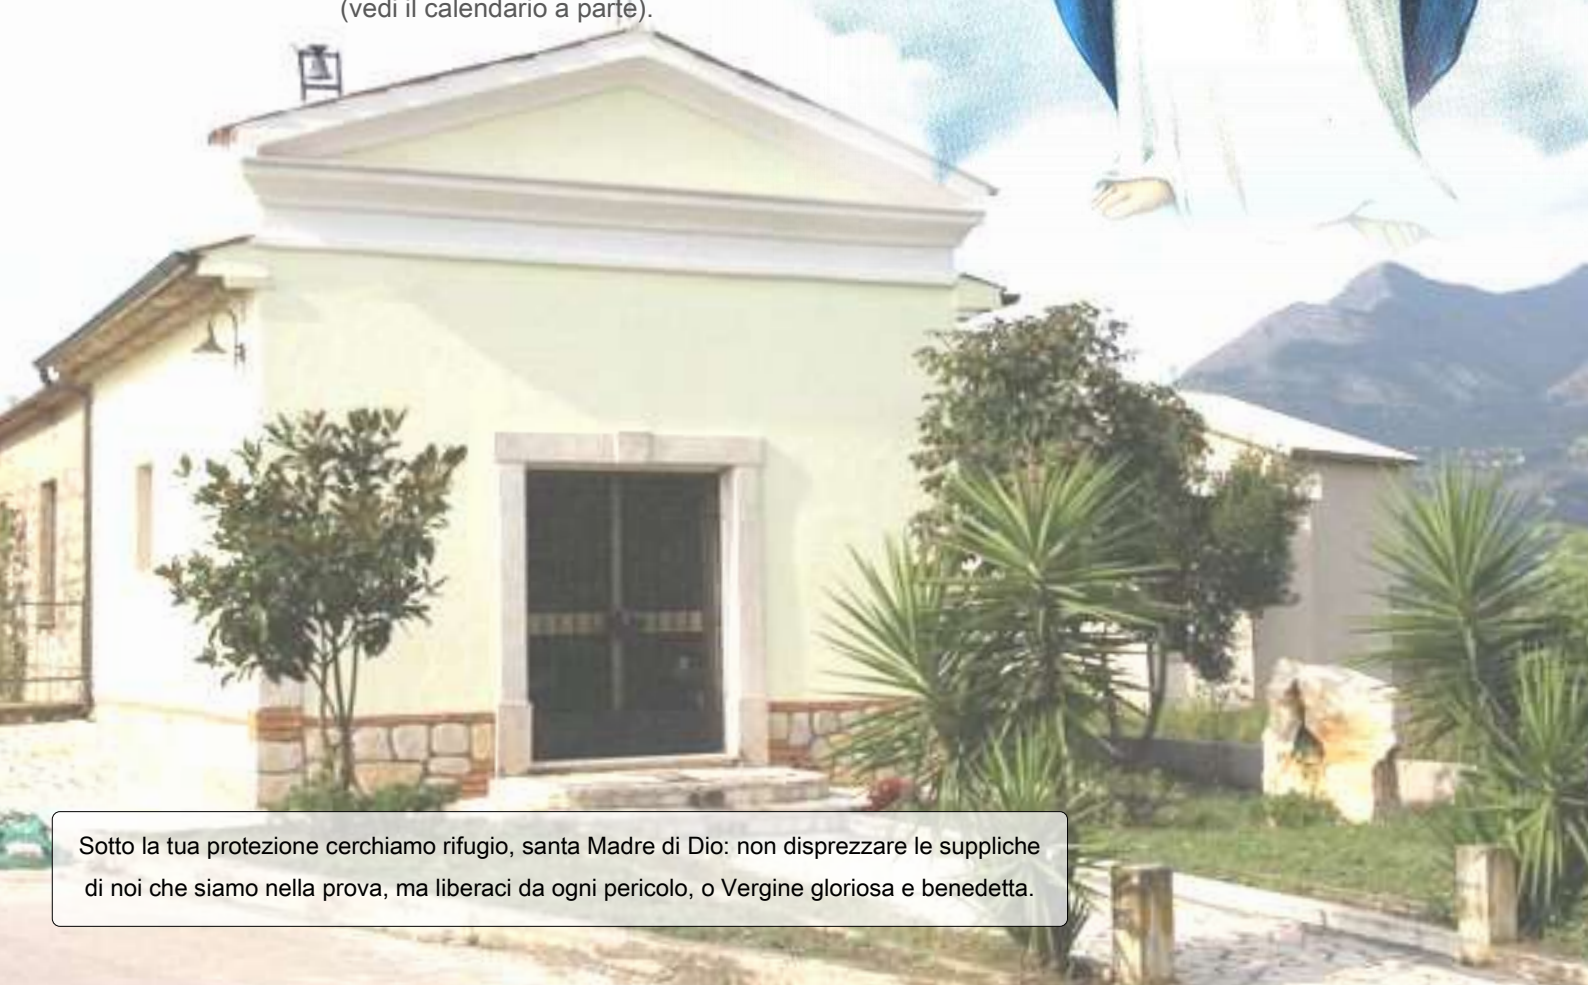 (vedi il calendario a parte).
Sotto la tua protezione cerchiamo rifugio, santa Madre di Dio: non disprezzare le suppliche
di noi che siamo nella prova, ma liberaci da ogni pericolo, o Vergine gloriosa e benedetta.